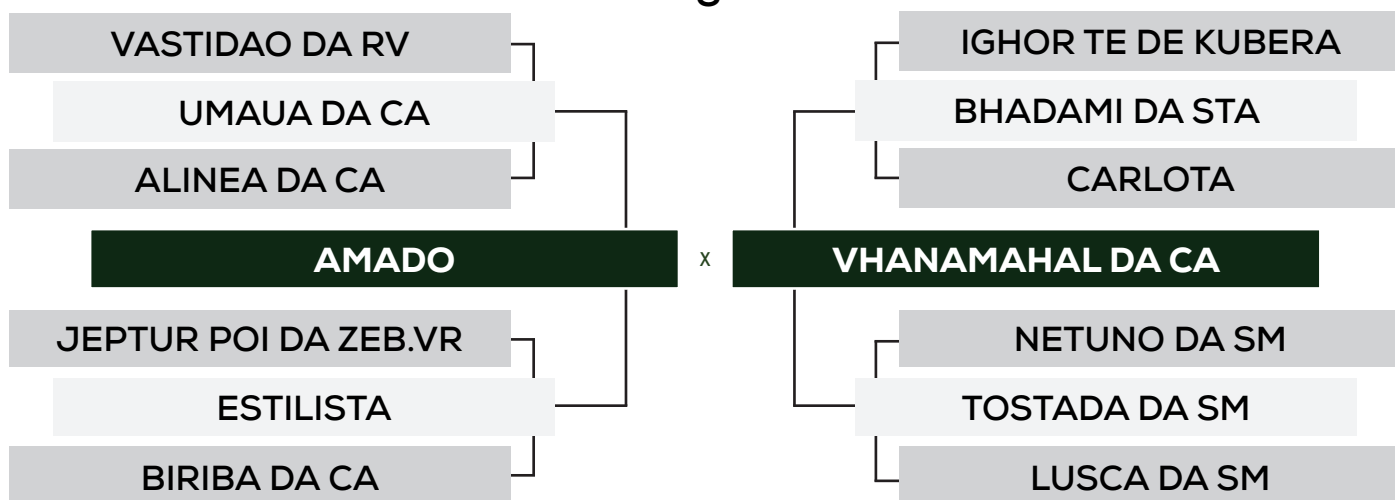 VASTIDAO DA RV
UMAUA DA CA
ALINEA DA CA
AMADO
JEPTUR POI DA ZEB.VR
ESTILISTA
BIRIBA DA CA
X
IGHOR TE DE KUBERA
BHADAMI DA STA
CARLOTA
VHANAMAHAL DA CA
NETUNO DA SM
TOSTADA DA SM
LUSCA DA SM